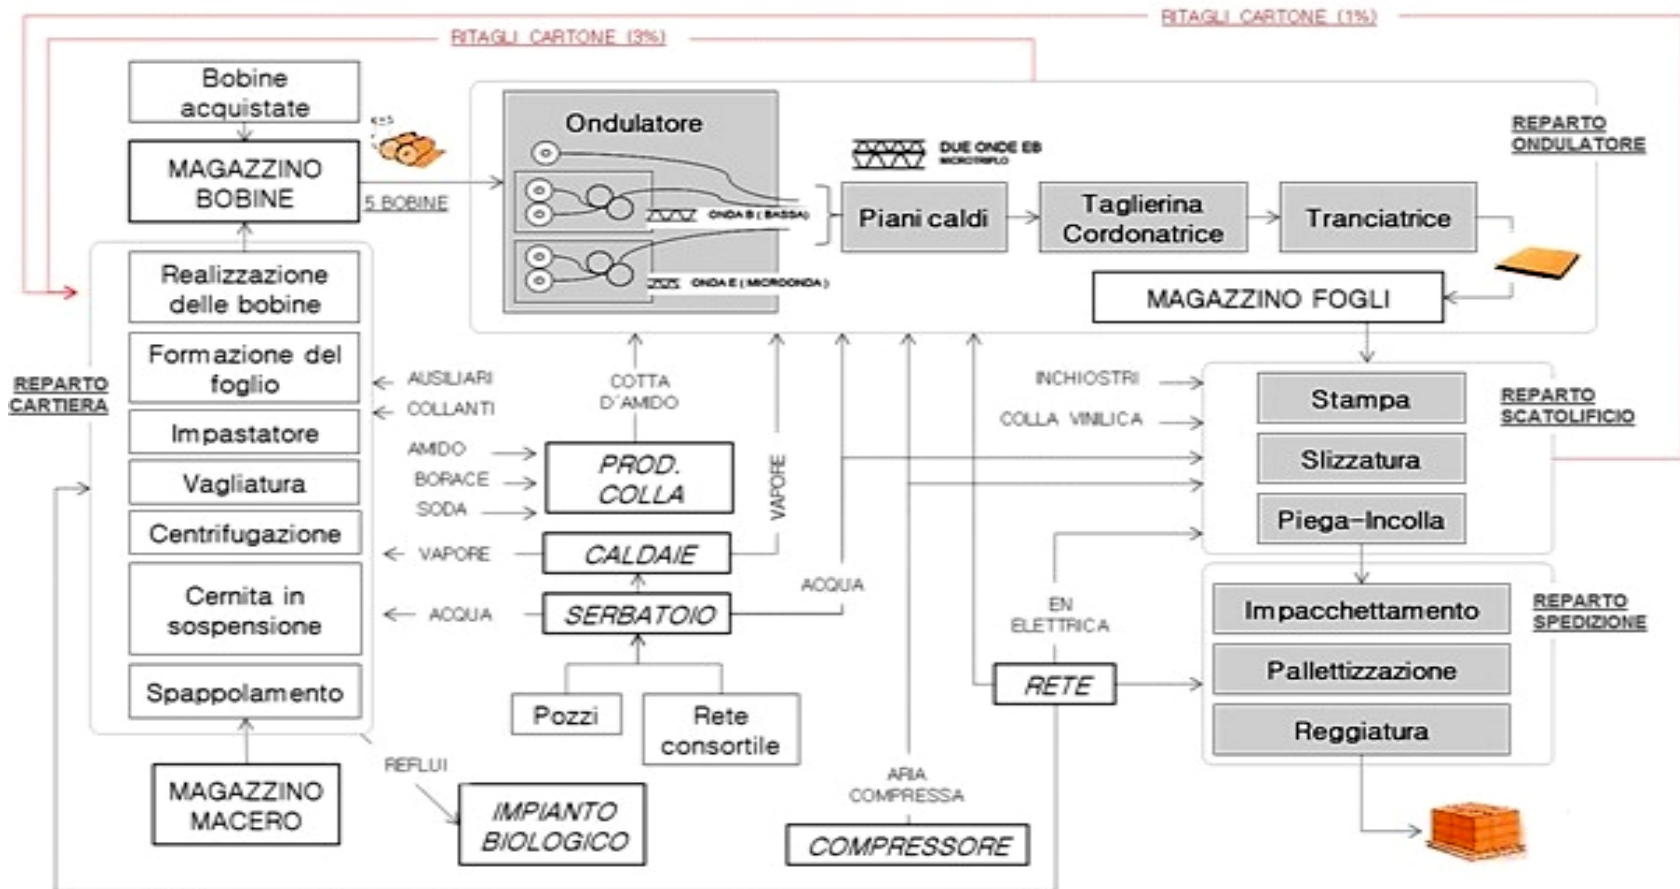 RITAGLI CARTONE (1%)
RITAGLI CARTONE (3%)
Bobine
acquistate
MAGAZZINO
BOBINE
5 BOBINE
Ondulatore
ONDA B ( BASSA)
ONDA E ( MICROONDA )
DUE ONDE EB
MICROTRIPLO
Piani caldi
Taglierina
Cordonatrice
Tranciatrice
REPARTO
ONDULATORE
MAGAZZINO FOGLI
Realizzazione
delle bobine
Formazione del
foglio
Impastatore
Vagliatura
Centrifugazione
Cernita in
sospensione
Spappolamento
REPARTO
CARTIERA
MAGAZZINO
MACERO
AUSILIARI
COLLANTI
AMIDO
BORACE
SODA
VAPORE
ACQUA
COTTA
D'AMIDO
PROD.
COLLA
CALDAIE
SERBATOIO
Pozzi
Rete
consortile
REFLUI
IMPIANTO
BIOLOGICO
VAPORE
ACQUA
ARIA
COMPRESSA
COMPRESSORE
EN
ELETTRICA
RETE
INCHIOSTRI
COLLA VINILICA
Stampa
Slizzatura
Piega-Incolla
REPARTO
SCATOLIFICIO
Impacchettamento
Pallettizzazione
Reggiatura
REPARTO
SPEDIZIONE